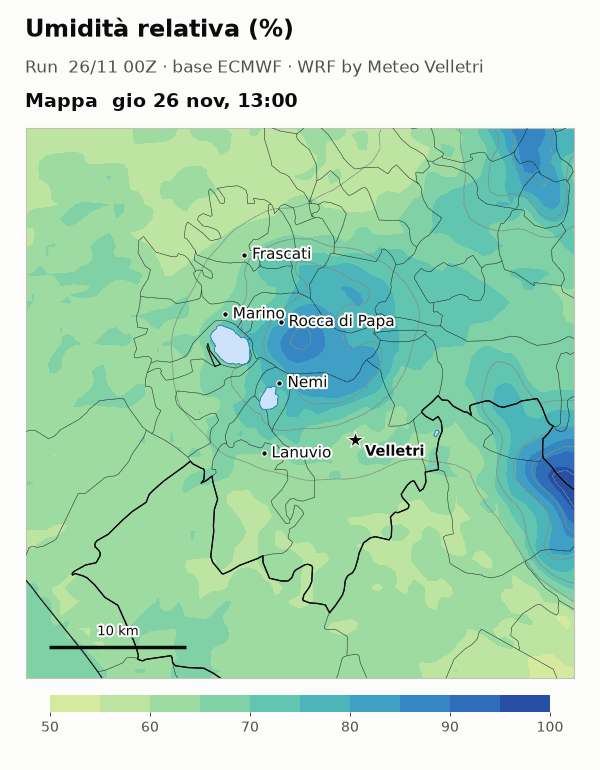 Umidità relativa (%)
Run  26/11 00Z · base ECMWF · WRF by Meteo Velletri
Mappa  gio 26 nov, 13:00
Frascati
Marino
Rocca di Papa
Nemi
Velletri
Lanuvio
10 km
50 60 70 80 90 100